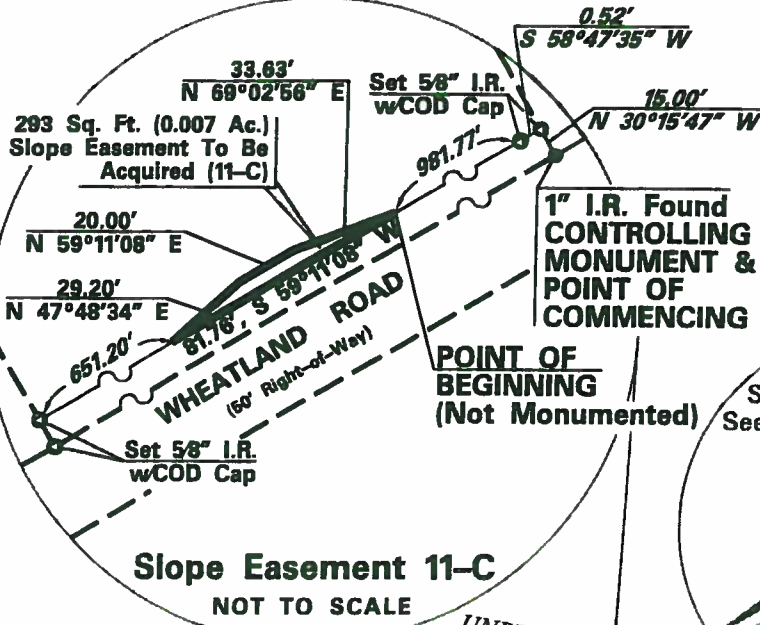 0.52'
S 58°47'35" W
33.63'
N 69°02'56" E
Set 5/8" I.R.
w/COD Cap
15.00'
N 30°15'47" W
293 Sq. Ft. (0.007 Ac.)
Slope Easement To Be
Acquired (11-C)
981.77'
20.00'
N 59°11'08" E
1" I.R. Found
CONTROLLING
MONUMENT &
POINT OF
COMMENCING
29.20'
N 47°48'34" E
81.76', S 59°11'08" W
651.20'
WHEATLAND ROAD
(50' Right-of-Way)
POINT OF
BEGINNING
(Not Monumented)
S
See
Set 5/8" I.R.
w/COD Cap
Slope Easement 11-C
NOT TO SCALE